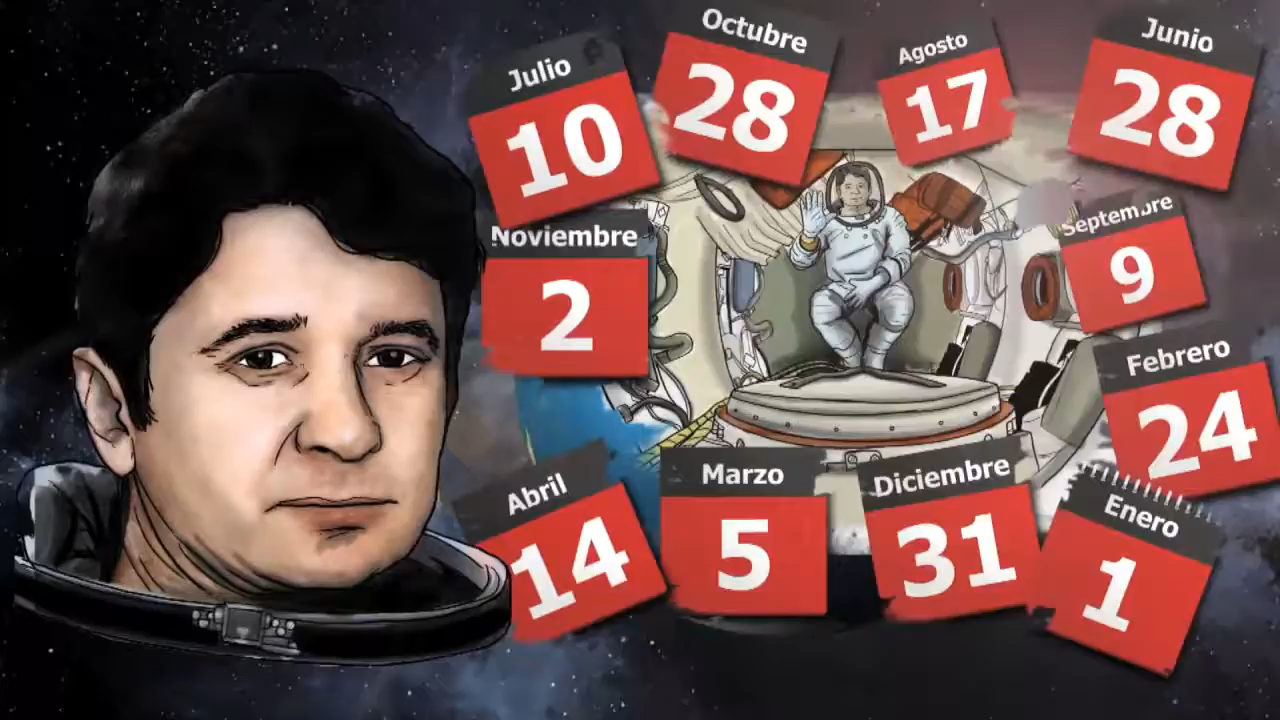 Julio
10
Octubre
28
Agosto
17
Junio
28
Noviembre
2
Septembre
9
Febrero
24
Abril
14
Marzo
5
Diciembre
31
Enero
1